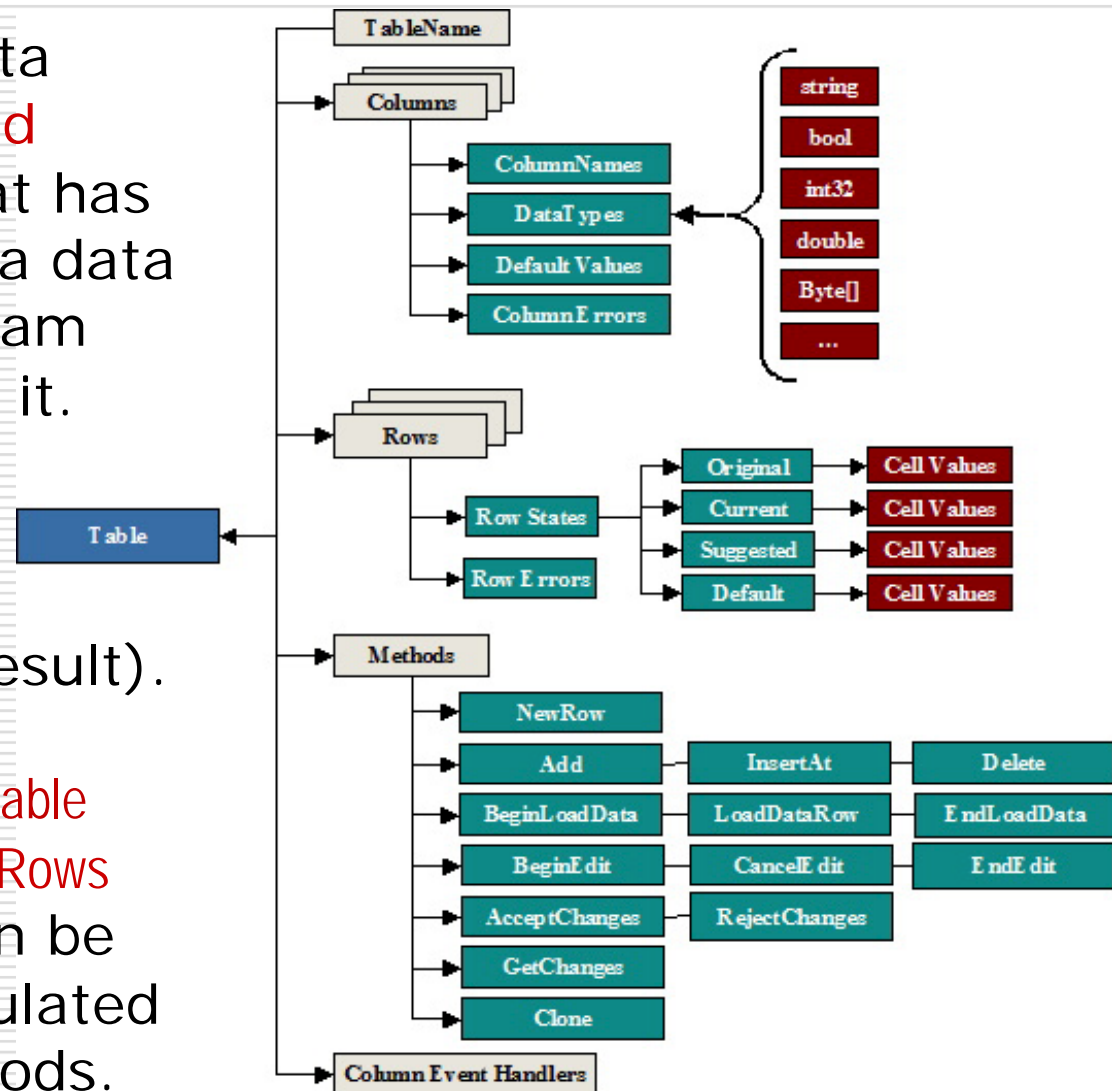 ta
d
at has
a data
am
it.
esult).
able
Rows
n be
ulated
ods.
TableName
Columns
ColumnNames
DataTypes
Default Values
ColumnErrors
string
bool
int32
double
Byte[]
...
Rows
Row States
Row Errors
Original
Cell Values
Current
Cell Values
Suggested
Cell Values
Default
Cell Values
Table
Methods
NewRow
Add
InsertAt
Delete
BeginLoadData
LoadDataRow
EndLoadData
BeginEdit
CancelEdit
EndEdit
AcceptChanges
RejectChanges
GetChanges
Clone
Column Event Handlers